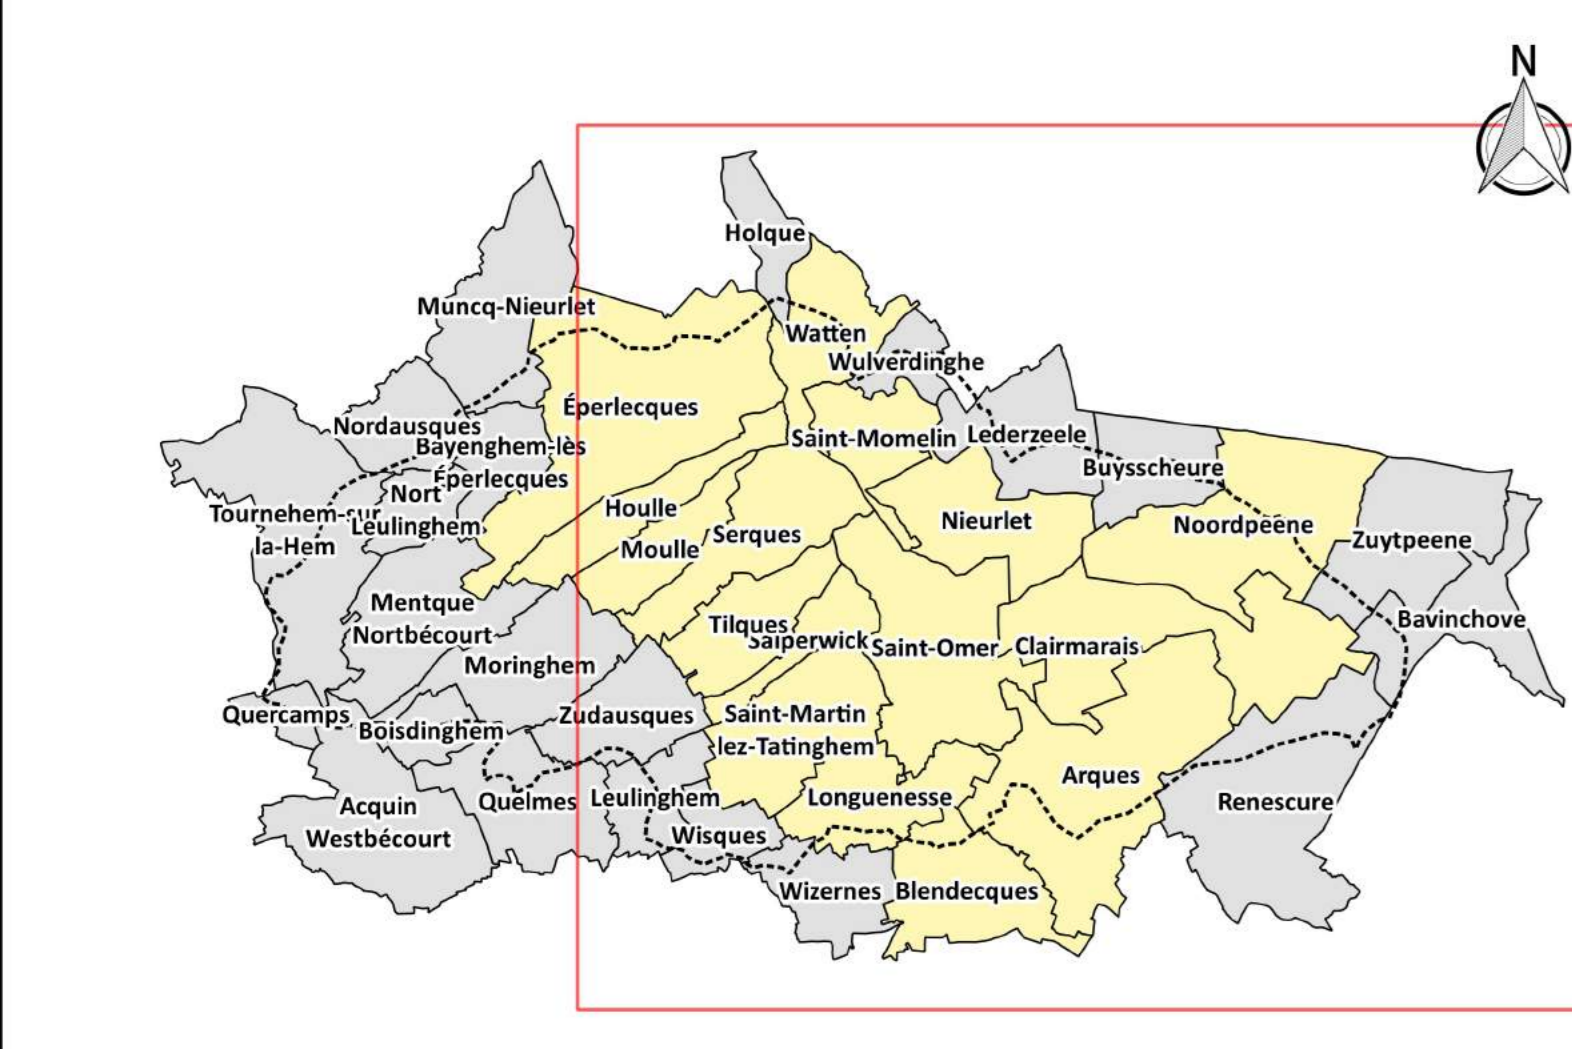 N
Holque
Muncq-Nieurlet
Watten
Wulverdinghe
Éperlecques
Nordausques
Saint-Momelin
Lederzeele
Bayenghem-lès
Éperlecques
Buysscheure
Nort
Leulinghem
Tournehem-sur
la-Hem
Houlle
Nieurlet
Noordpeene
Serques
Moulle
Zuytpeene
Mentque
Nortbécourt
Tilques
Salperwick
Saint-Omer
Clairmarais
Bavinchove
Moringhem
Quercamps
Boisdinghem
Zudausques
Saint-Martin
lez-Tatinghem
Arques
Acquin
Westbécourt
Quelmes
Leulinghem
Longuenesse
Renescure
Wisques
Wizernes
Blendecques